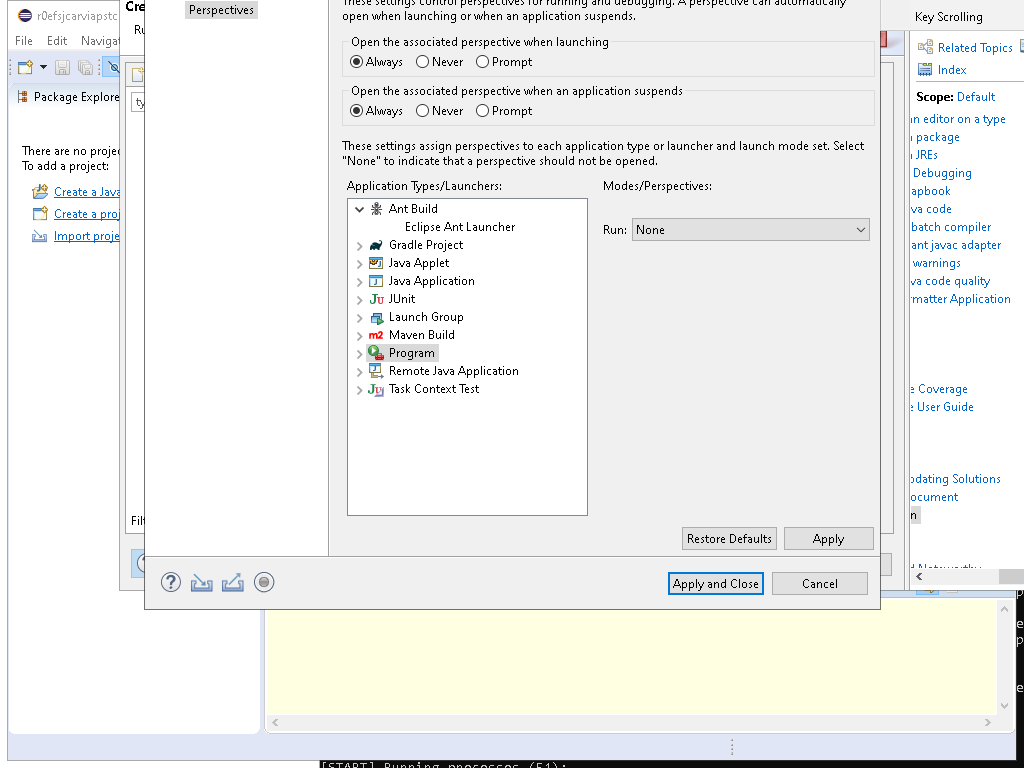 r0efsjcarviapstc
File Edit Navigat
Package Explore
There are no projec
To add a project:
Create a Java
Create a proj
Import proje
Cre
Ru
ty
Filt
Perspectives
These settings control perspectives for running and debugging. A perspective can automatically
open when launching or when an application suspends.
Open the associated perspective when launching
Always Never Prompt
Open the associated perspective when an application suspends
Always Never Prompt
These settings assign perspectives to each application type or launcher and launch mode set. Select
"None" to indicate that a perspective should not be opened.
Application Types/Launchers:
Modes/Perspectives:
Ant Build
Eclipse Ant Launcher
Gradle Project
Java Applet
Java Application
JUnit
Launch Group
Maven Build
Program
Remote Java Application
Task Context Test
Run: None
Restore Defaults Apply
Apply and Close Cancel
Key Scrolling
Related Topics
Index
Scope: Default
n editor on a type
package
JREs
Debugging
apbook
va code
batch compiler
ant javac adapter
warnings
va code quality
rmatter Application
e Coverage
e User Guide
pdating Solutions
ocument
n
[START] Running processes (51):